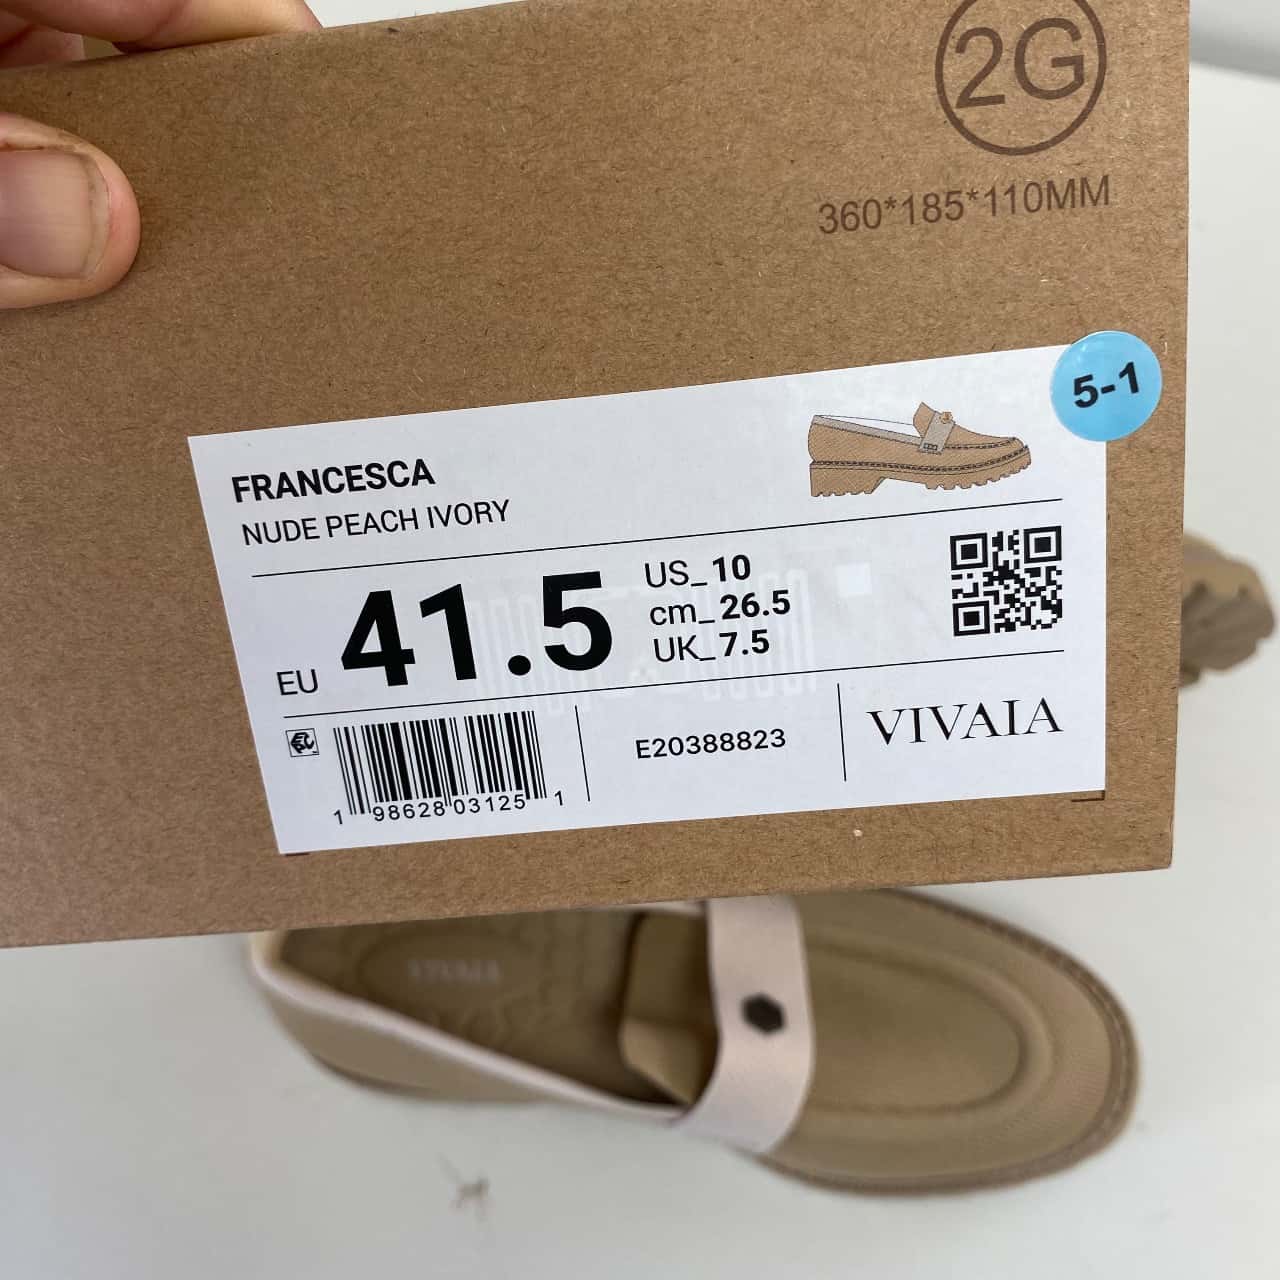 2G
360*185*110MM
5-1
FRANCESCA
NUDE PEACH IVORY
EU 41.5
US_10
cm_26.5
UK_7.5
1 98628 03125 1
E20388823
VIVAIA
VIVAIA